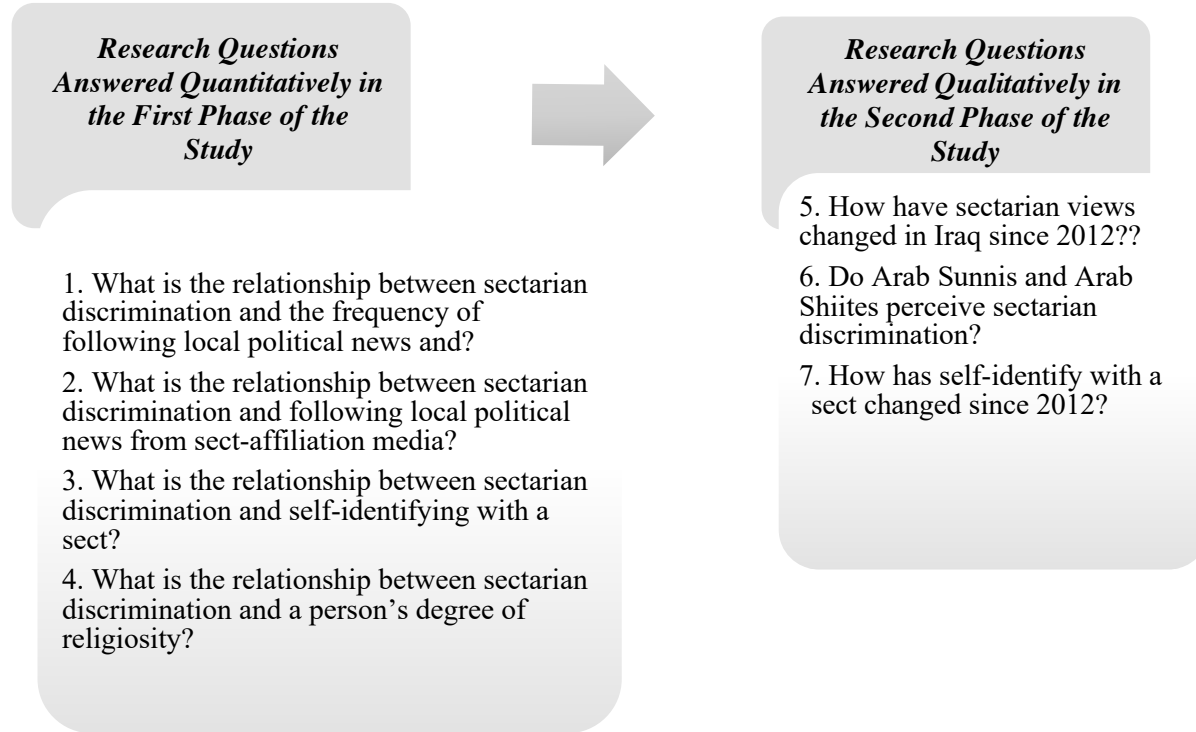 Research Questions
Answered Quantitatively in
the First Phase of the
Study
1. What is the relationship between sectarian
discrimination and the frequency of
following local political news and?
2. What is the relationship between sectarian
discrimination and following local political
news from sect-affiliation media?
3. What is the relationship between sectarian
discrimination and self-identifying with a
sect?
4. What is the relationship between sectarian
discrimination and a person’s degree of
religiosity?
Research Questions
Answered Qualitatively in
the Second Phase of the
Study
5. How have sectarian views
changed in Iraq since 2012??
6. Do Arab Sunnis and Arab
Shiites perceive sectarian
discrimination?
7. How has self-identify with a
sect changed since 2012?